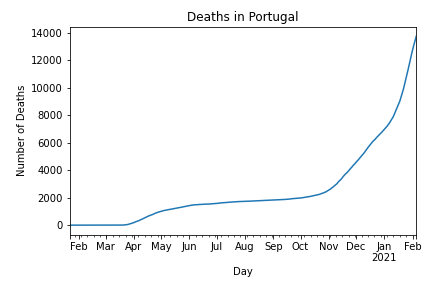 Deaths in Portugal
14000
12000
10000
8000
6000
4000
2000
0
Number of Deaths
Feb Mar Apr May Jun Jul Aug Sep Oct Nov Dec Jan Feb
2021
Day